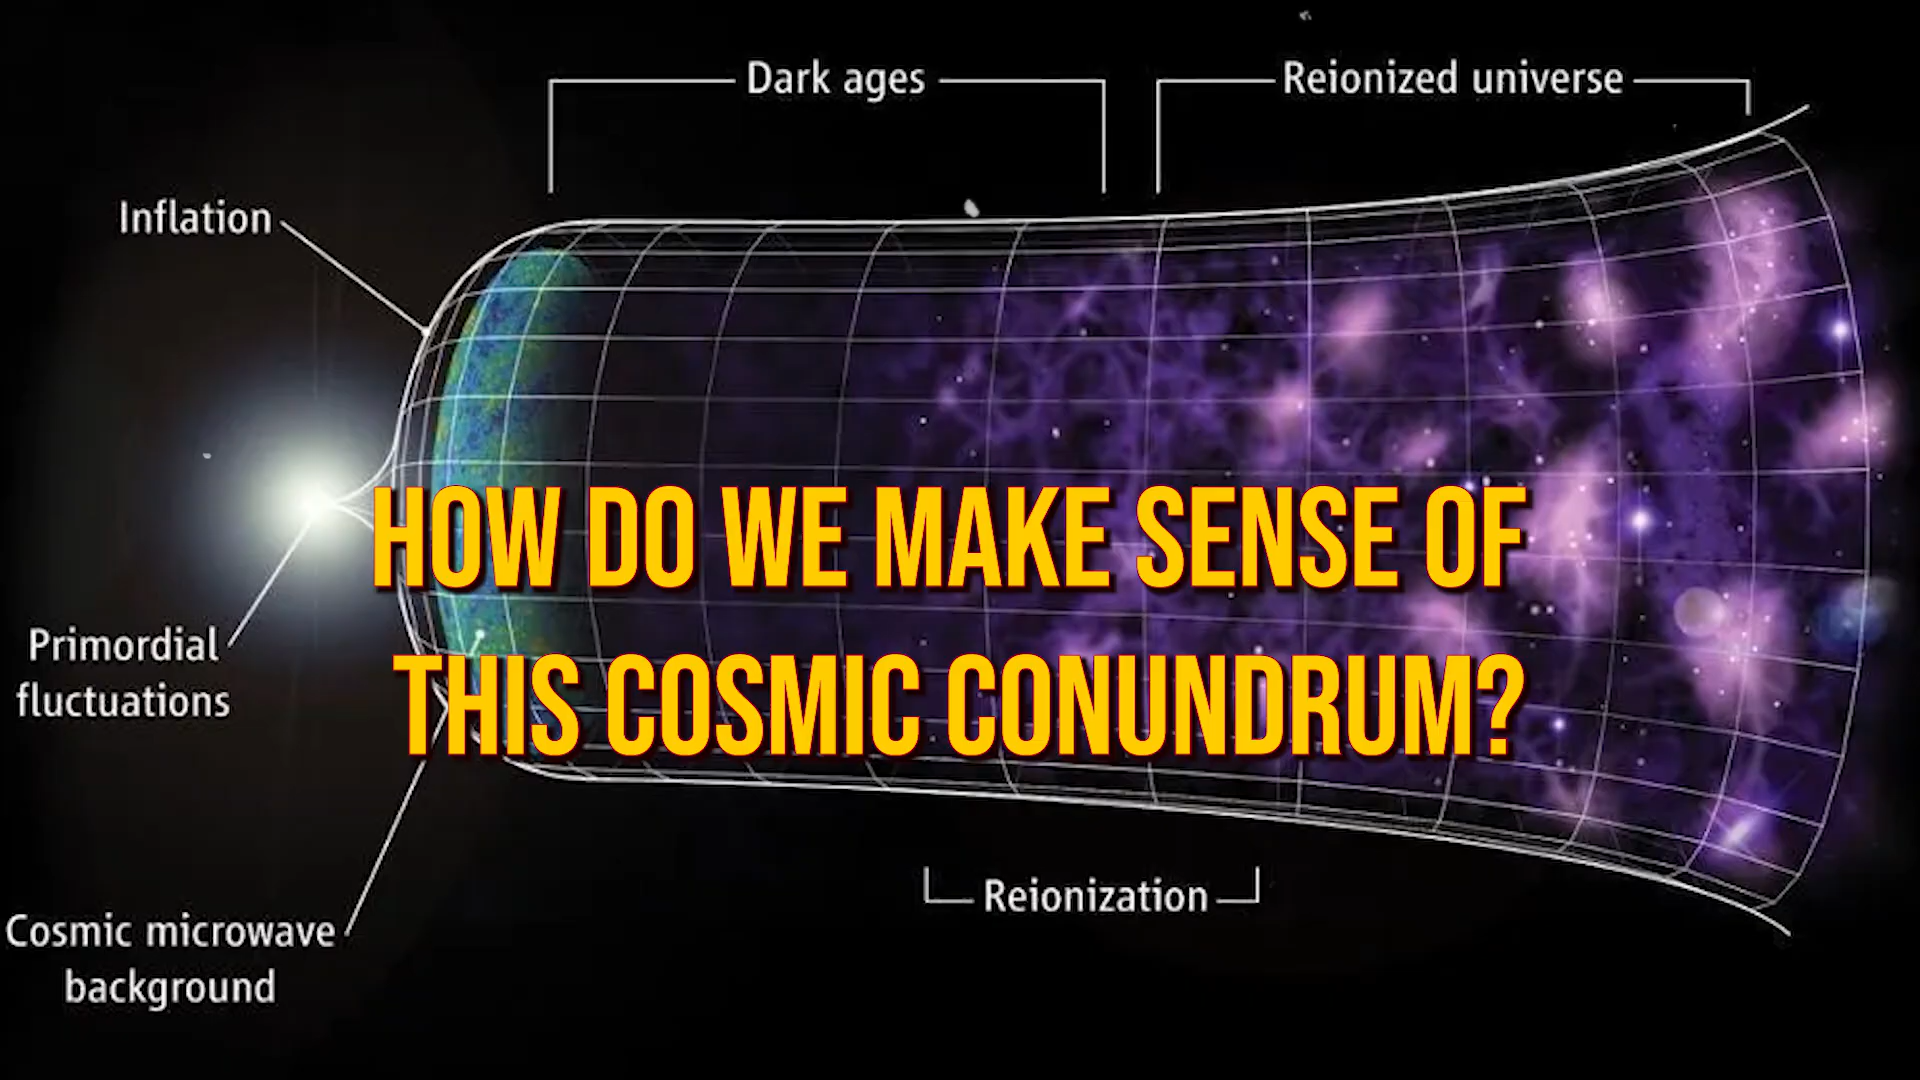 Dark ages
Reionized universe
Inflation
HOW DO WE MAKE SENSE OF
THIS COSMIC CONUNDRUM?
Primordial
fluctuations
Reionization
Cosmic microwave
background